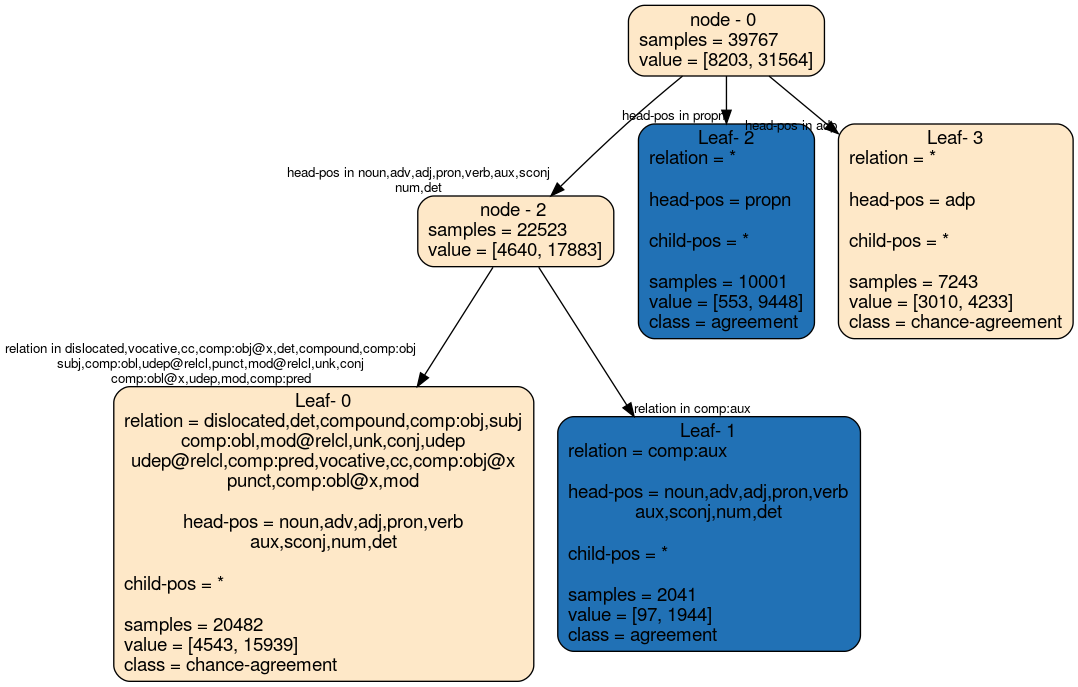 node - 0
samples = 39767
value = [8203, 31564]
head-pos in propn
head-pos in adp
head-pos in noun,adv,adj,pron,verb,aux,sconj
num,det
Leaf- 2
relation = *
head-pos = propn
child-pos = *
samples = 10001
value = [553, 9448]
class = agreement
Leaf- 3
relation = *
head-pos = adp
child-pos = *
samples = 7243
value = [3010, 4233]
class = chance-agreement
node - 2
samples = 22523
value = [4640, 17883]
relation in dislocated,vocative,cc,comp:obj@x,det,compound,comp:obj
subj,comp:obl,udep@relcl,punct,mod@relcl,unk,conj
comp:obl@x,udep,mod,comp:pred
relation in comp:aux
Leaf- 0
relation = dislocated,det,compound,comp:obj,subj
comp:obl,mod@relcl,unk,conj,udep
udep@relcl,comp:pred,vocative,cc,comp:obj@x
punct,comp:obl@x,mod
head-pos = noun,adv,adj,pron,verb
aux,sconj,num,det
child-pos = *
samples = 20482
value = [4543, 15939]
class = chance-agreement
Leaf- 1
relation = comp:aux
head-pos = noun,adv,adj,pron,verb
aux,sconj,num,det
child-pos = *
samples = 2041
value = [97, 1944]
class = agreement